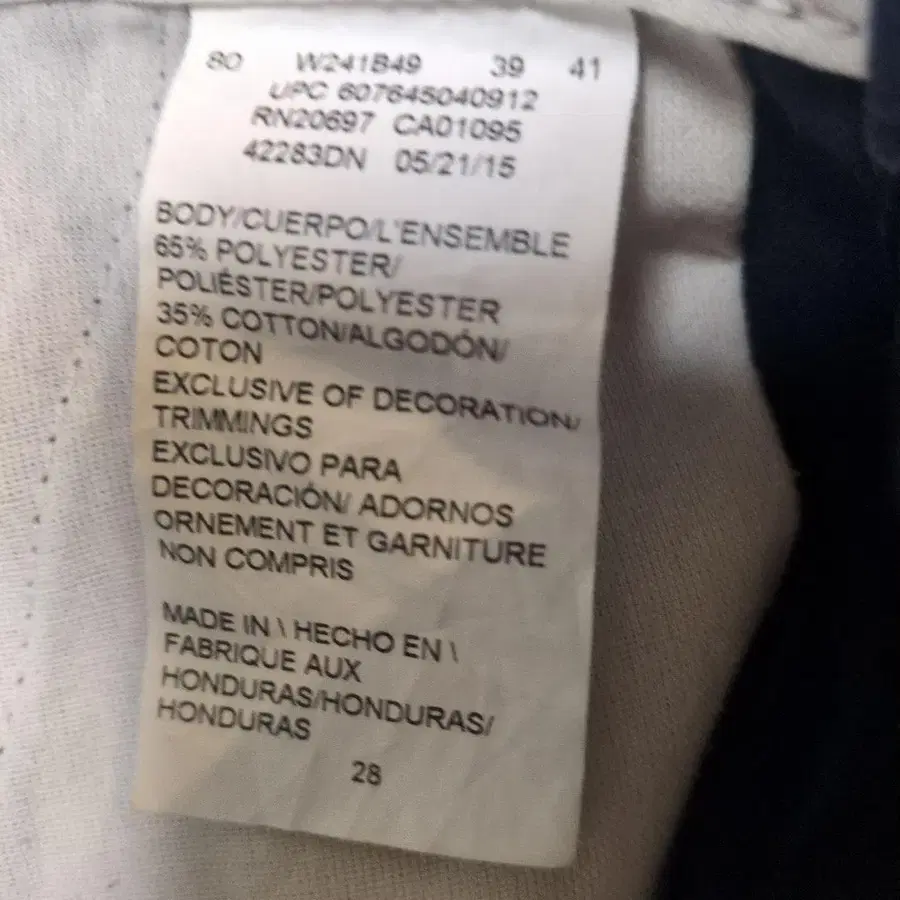 80 W241B49 39 41
UPC 607645040912
RN20697 CA01095
42283DN 05/21/15
BODY/CUERPO/L'ENSEMBLE
65% POLYESTER/
POLIÉSTER/POLYESTER
35% COTTON/ALGODÓN/
COTON
EXCLUSIVE OF DECORATION/
TRIMMINGS
EXCLUSIVO PARA
DECORACIÓN/ ADORNOS
ORNEMENT ET GARNITURE
NON COMPRIS
MADE IN \ HECHO EN \
FABRIQUE AUX
HONDURAS/HONDURAS/
HONDURAS
28